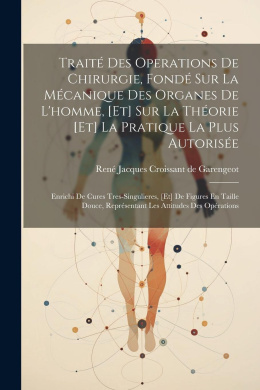 Traité Des Operations De
Chirurgie, Fondé Sur La
Mécanique Des Organes De
L'homme, [Et] Sur La Théorie
[Et] La Pratique La Plus
Autorisée
René Jacques Croissant de Garengeot
Enrichi De Cures Tres-Singulieres, [Et] De Figures En Taille
Douce, Représentant Les Attitudes Des Opérations